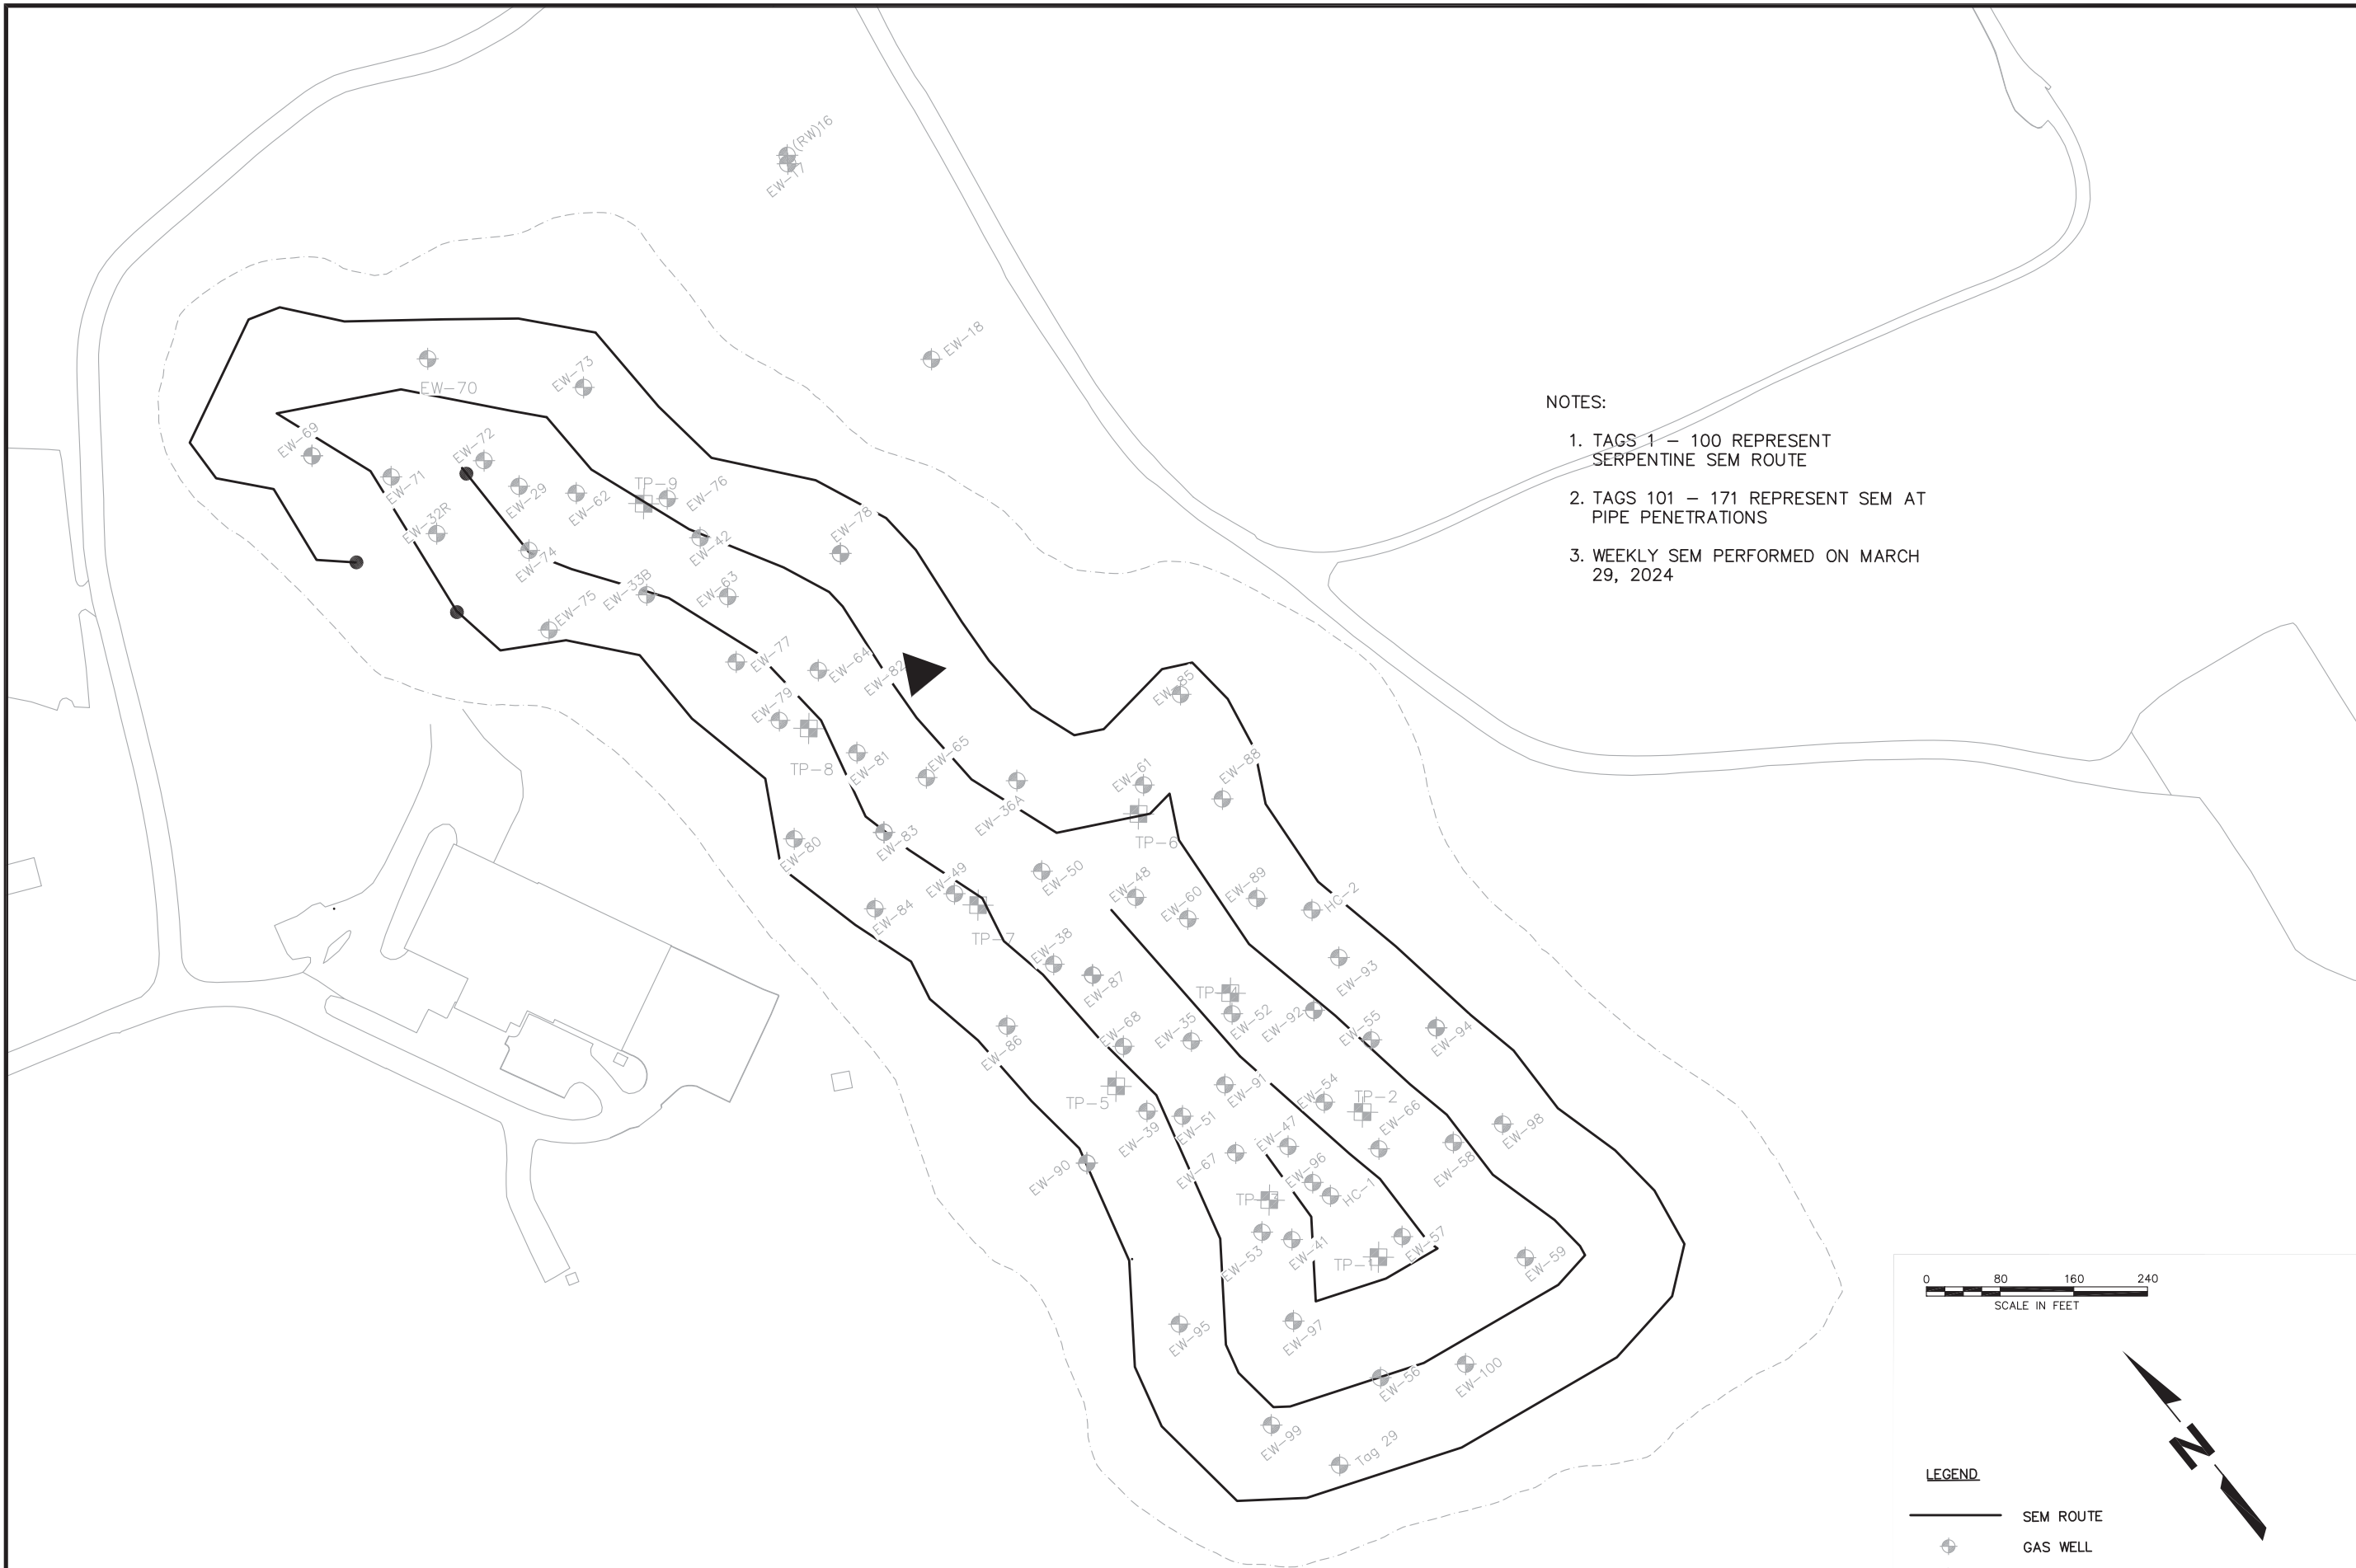 (RW)16
EW-17
EW-18
EW-73
EW-70
EW-69
EW-72
EW-71
EW-29
EW-62
TP-9
EW-76
EW-32R
EW-42
EW-78
EW-74
EW-33B
EW-63
EW-75
EW-77
EW-64
EW-82
EW-85
EW-79
TP-8
EW-81
EW-65
EW-36A
EW-61
EW-88
TP-6
EW-80
EW-83
EW-50
EW-49
EW-48
EW-89
HC-2
EW-60
EW-84
TP-7
EW-38
EW-87
EW-93
TP-4
EW-52
EW-92
EW-55
EW-94
EW-86
EW-68
EW-35
EW-91
EW-54
TP-2
EW-66
TP-5
EW-39
EW-51
EW-47
EW-98
EW-58
EW-90
EW-67
EW-96
HC-1
TP-3
EW-53
EW-41
TP-1
EW-57
EW-59
EW-95
EW-97
EW-56
EW-100
EW-99
Tag 29
NOTES:
1. TAGS 1 – 100 REPRESENT
SERPENTINE SEM ROUTE
2. TAGS 101 – 171 REPRESENT SEM AT
PIPE PENETRATIONS
3. WEEKLY SEM PERFORMED ON MARCH
29, 2024
0 80 160 240
SCALE IN FEET
N
LEGEND
SEM ROUTE
GAS WELL